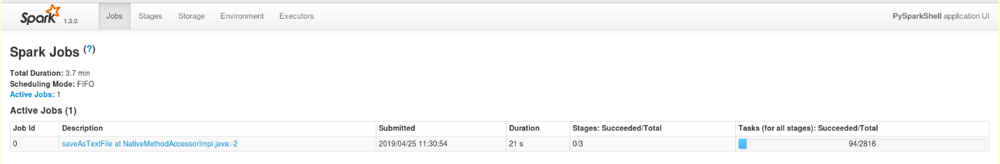 Spark 1.3.0 Jobs Stages Storage Environment Executors PySparkShell application UI
Spark Jobs (?)
Total Duration: 3.7 min
Scheduling Mode: FIFO
Active Jobs: 1
Active Jobs (1)
Job Id Description Submitted Duration Stages: Succeeded/Total Tasks (for all stages): Succeeded/Total
0 saveAsTextFile at NativeMethodAccessorImpl.java:-2 2019/04/25 11:30:54 21 s 0/3 94/2816